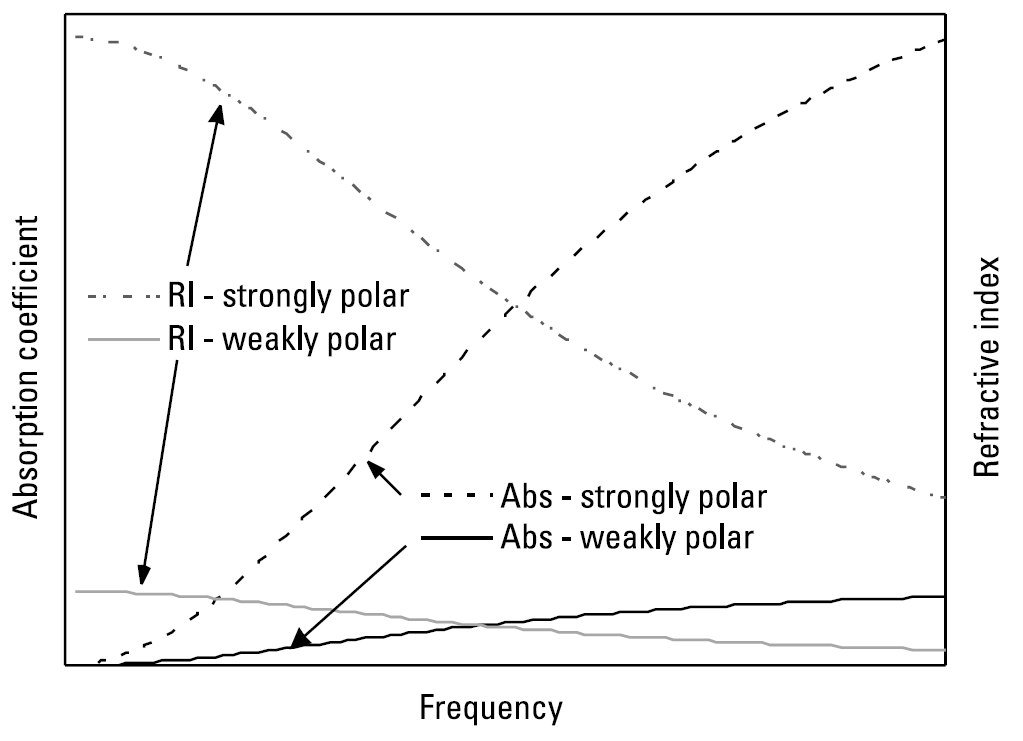 Absorption coefficient
RI - strongly polar
RI - weakly polar
Abs - strongly polar
Abs - weakly polar
Refractive index
Frequency